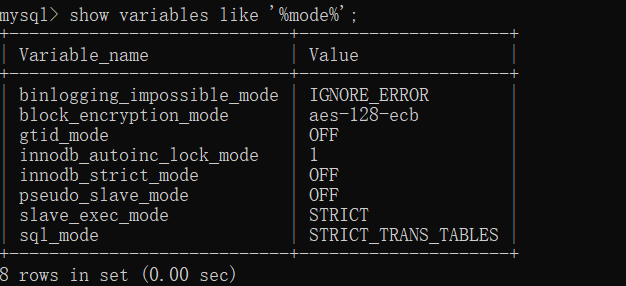 mysql> show variables like '%mode%';
+----------------------------+---------------------+
| Variable_name | Value |
+----------------------------+---------------------+
| binlogging_impossible_mode | IGNORE_ERROR |
| block_encryption_mode | aes-128-ecb |
| gtid_mode | OFF |
| innodb_autoinc_lock_mode | 1 |
| innodb_strict_mode | OFF |
| pseudo_slave_mode | OFF |
| slave_exec_mode | STRICT |
| sql_mode | STRICT_TRANS_TABLES |
+----------------------------+---------------------+
8 rows in set (0.00 sec)